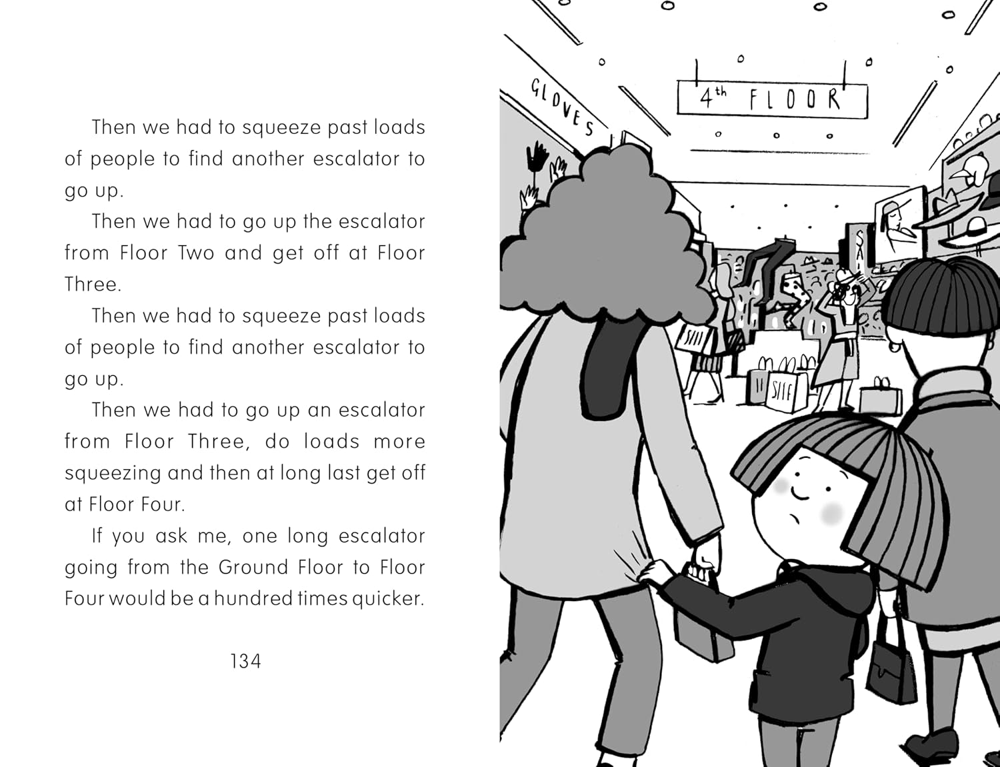 Then we had to squeeze past loads
of people to find another escalator to
go up.
Then we had to go up the escalator
from Floor Two and get off at Floor
Three.
Then we had to squeeze past loads
of people to find another escalator to
go up.
Then we had to go up an escalator
from Floor Three, do loads more
squeezing and then at long last get off
at Floor Four.
If you ask me, one long escalator
going from the Ground Floor to Floor
Four would be a hundred times quicker.
134
GLOVES
4th FLOOR